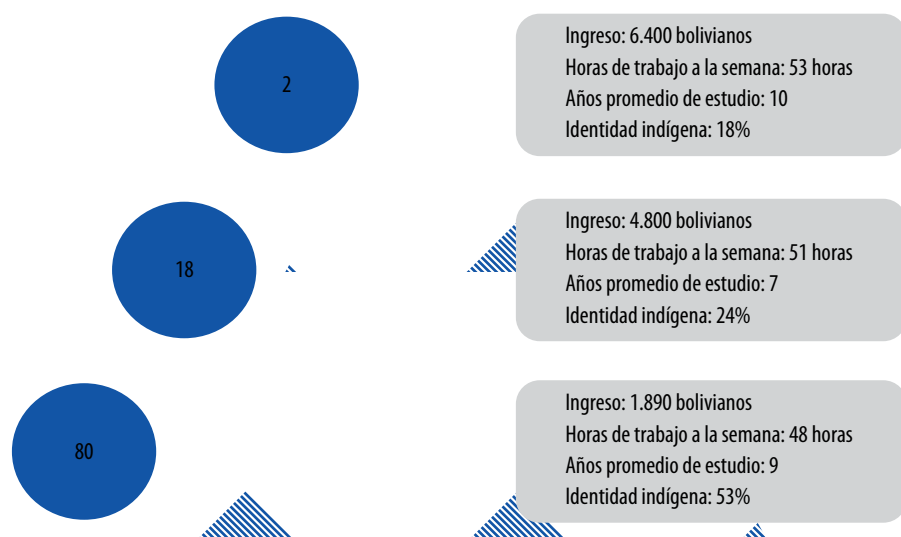 2
Ingreso: 6.400 bolivianos
Horas de trabajo a la semana: 53 horas
Años promedio de estudio: 10
Identidad indígena: 18%
18
Ingreso: 4.800 bolivianos
Horas de trabajo a la semana: 51 horas
Años promedio de estudio: 7
Identidad indígena: 24%
80
Ingreso: 1.890 bolivianos
Horas de trabajo a la semana: 48 horas
Años promedio de estudio: 9
Identidad indígena: 53%